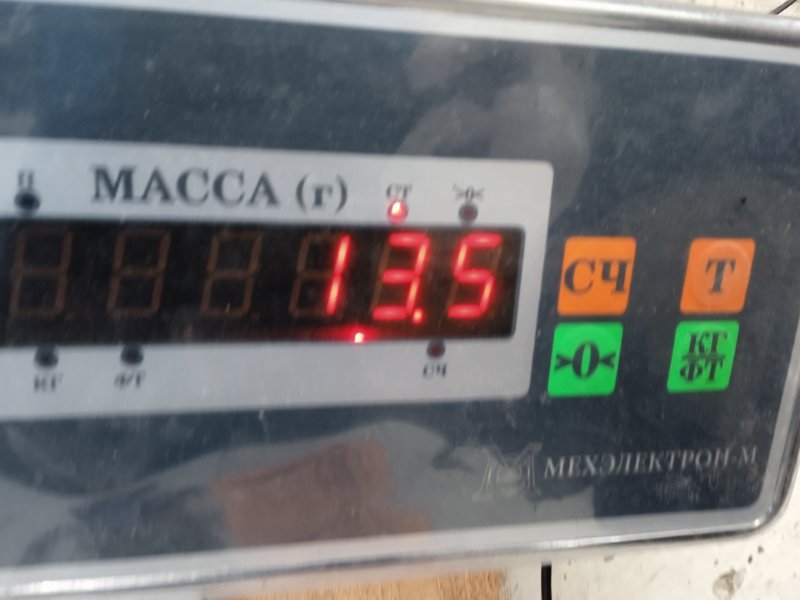 МАССА (г) СТ >0<
13.5
КГ ФТ СЧ
СЧ Т
>0< КГ/ФТ
МЕХЭЛЕКТРОН-М